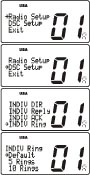 USA
◆Radio Setup
DSC Setup
Exit
01
USA
Radio Setup
◆DSC Setup
Exit
01
USA
INDIV DIR
INDIV Reply
INDIV ACK
◆INDIV Ring
01
USA
INDIV Ring
◆Default
5 Rings
10 Rings
01